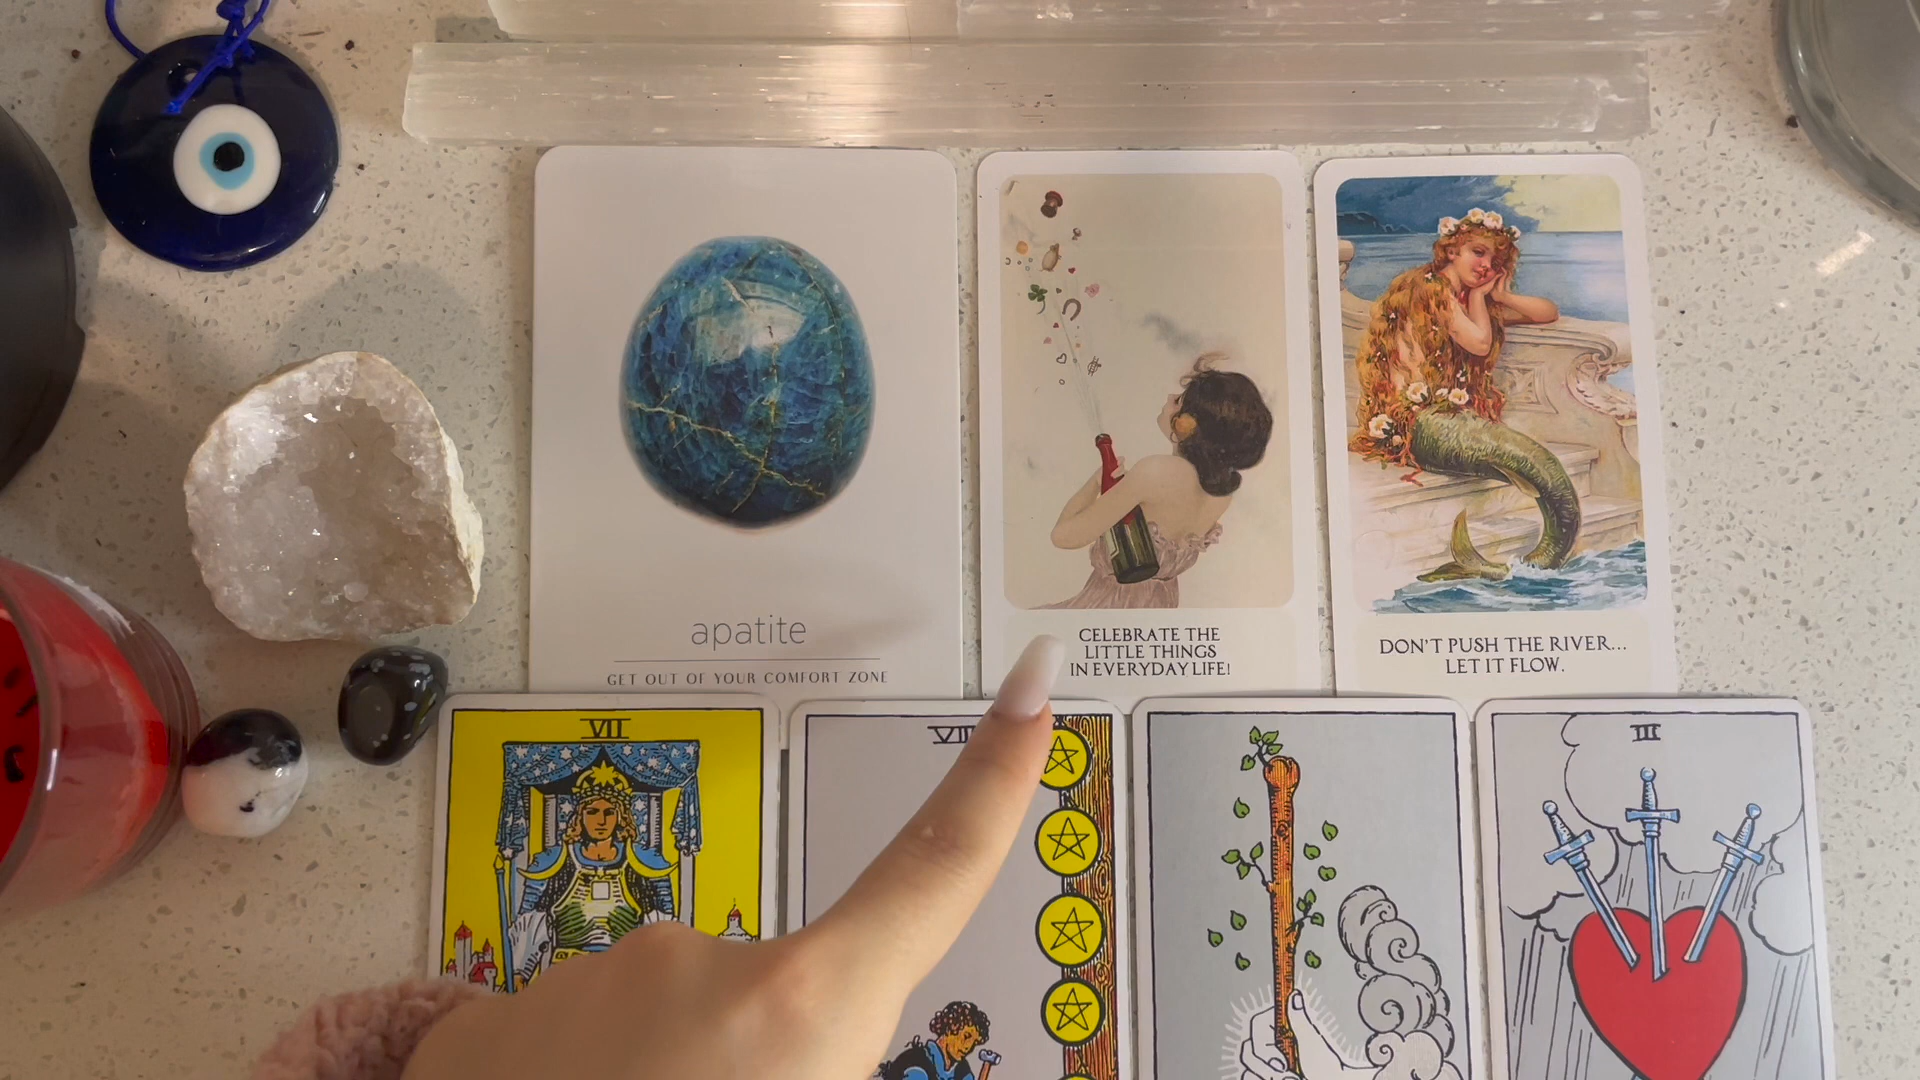 apatite
GET OUT OF YOUR COMFORT ZONE
CELEBRATE THE
LITTLE THINGS
IN EVERYDAY LIFE!
DON'T PUSH THE RIVER...
LET IT FLOW.
VII
III